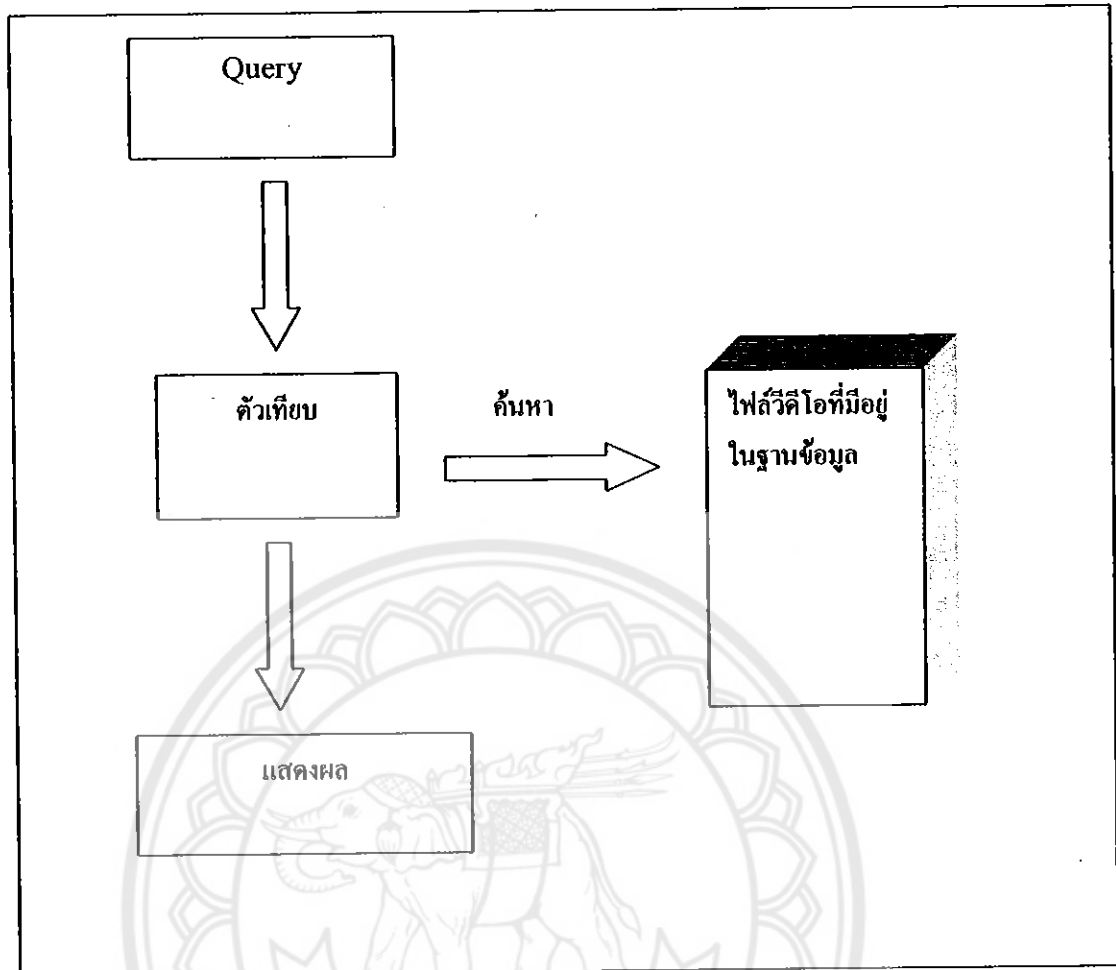 Query
ตัวเทียบ
ค้นหา
ไฟล์วีดีโอที่มีอยู่
ในฐานข้อมูล
แสดงผล